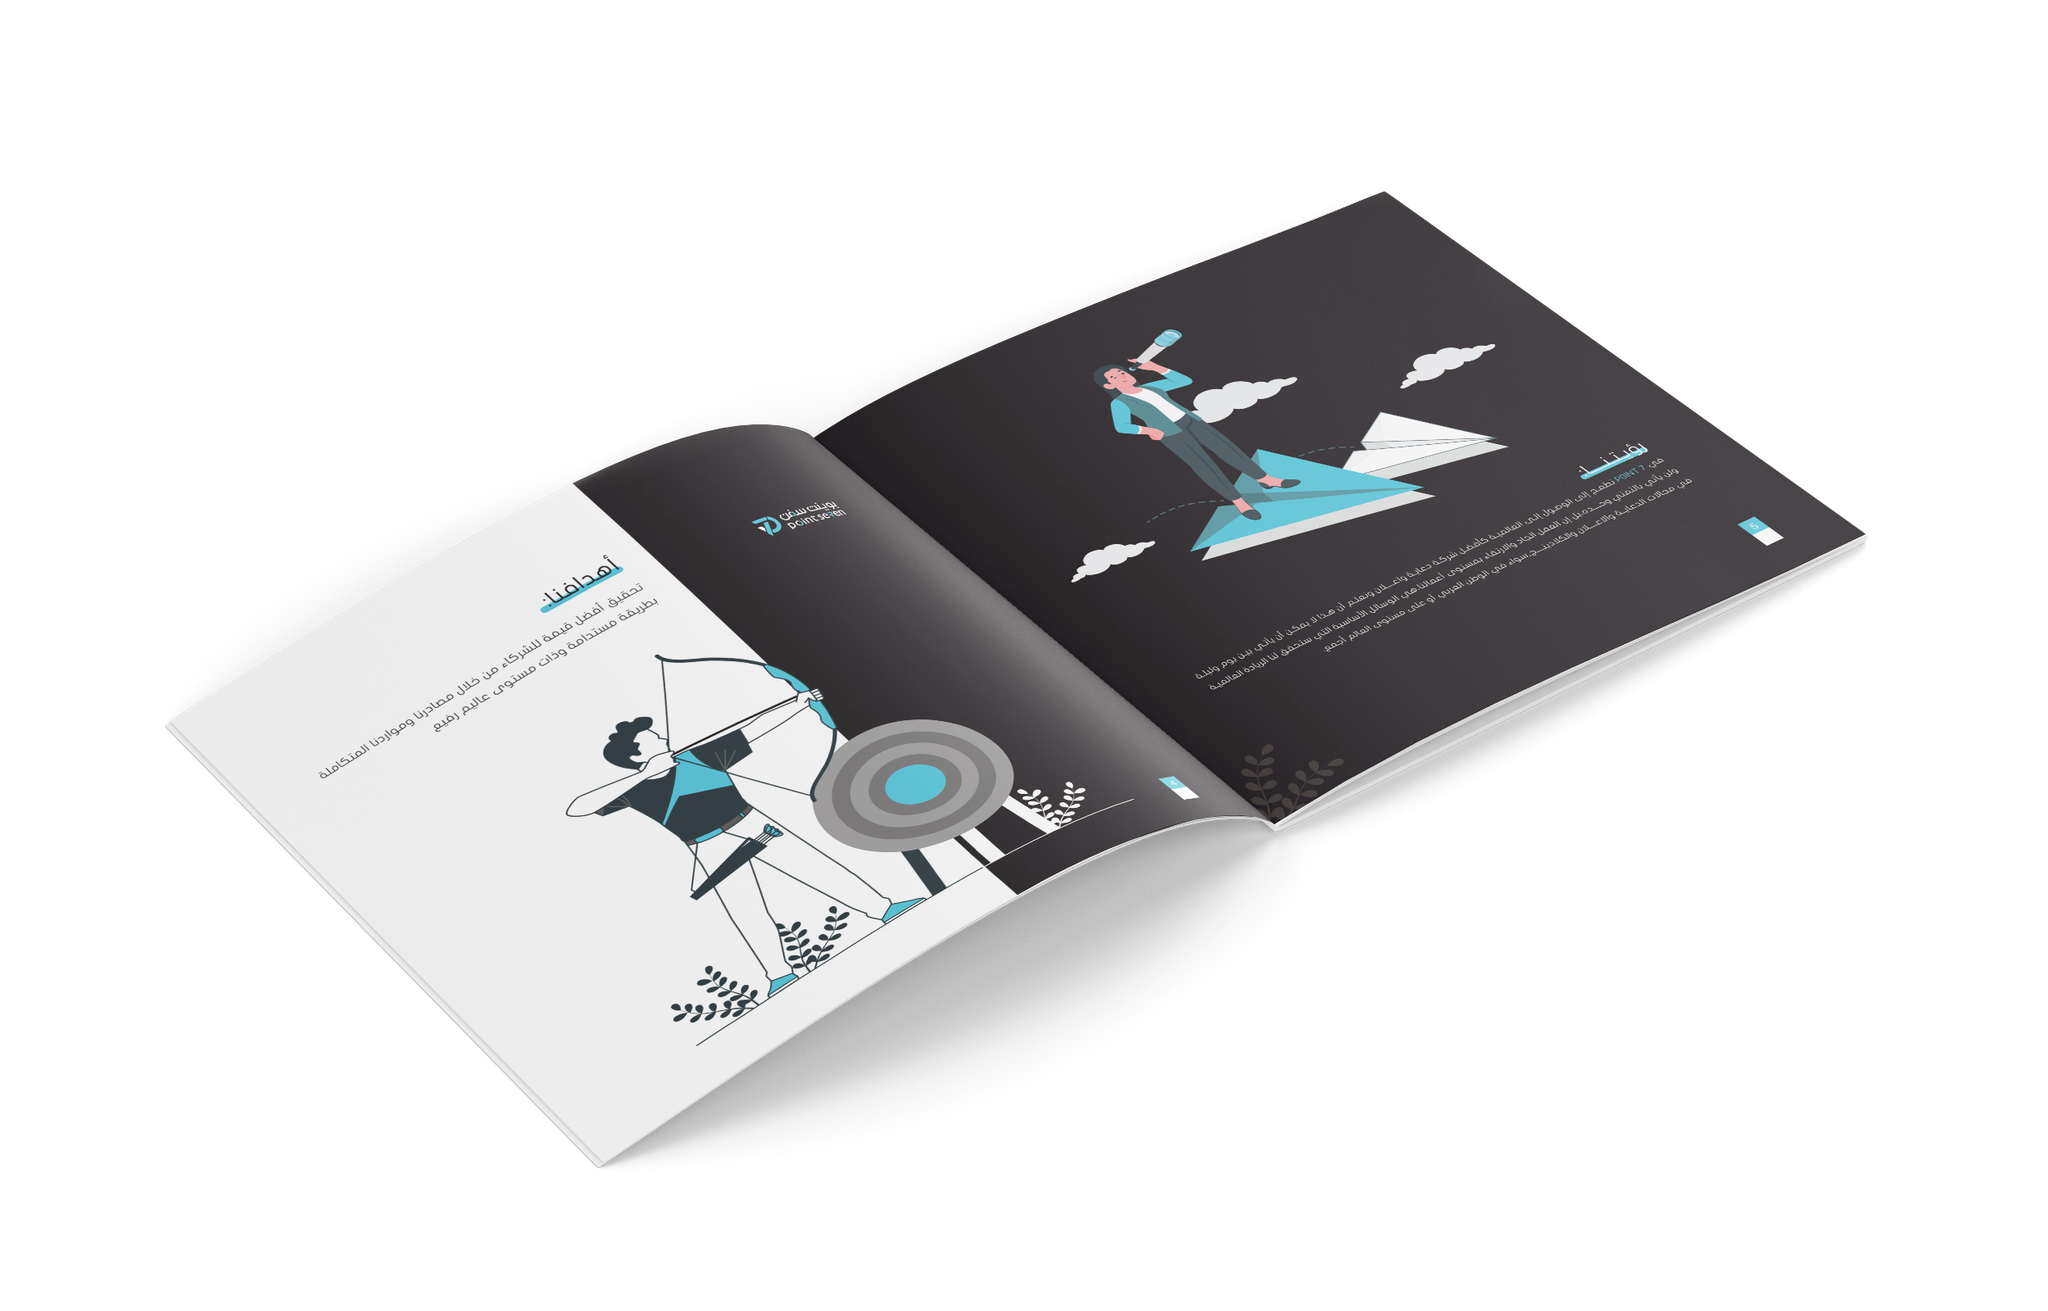 بوينت سفن
point seven
أهدافنا:
تحقيق أفضل قيمة للشركاء من خلال مصادرنا ومواردنا المتكاملة
بطريقة مستدامة وذات مستوى عاليم رفيع
4
رؤيتنــــا:
في POINT 7 نطمح إلى الوصول إلى العالمية كأفضل شركة دعاية وإعلان ونعلم أن هذا لا يمكن أن يأتي بين يوم وليلة
ولن يأتي بالتمني وحده بل إن العمل الجاد والارتقاء بمستوى أعمالنا هي الوسائل الأساسية التي ستحقق لنا الريادة العالمية
في مجالات الدعاية والإعلان والكلادينج سواء في الوطن العربي أو على مستوى العالم أجمع.
5